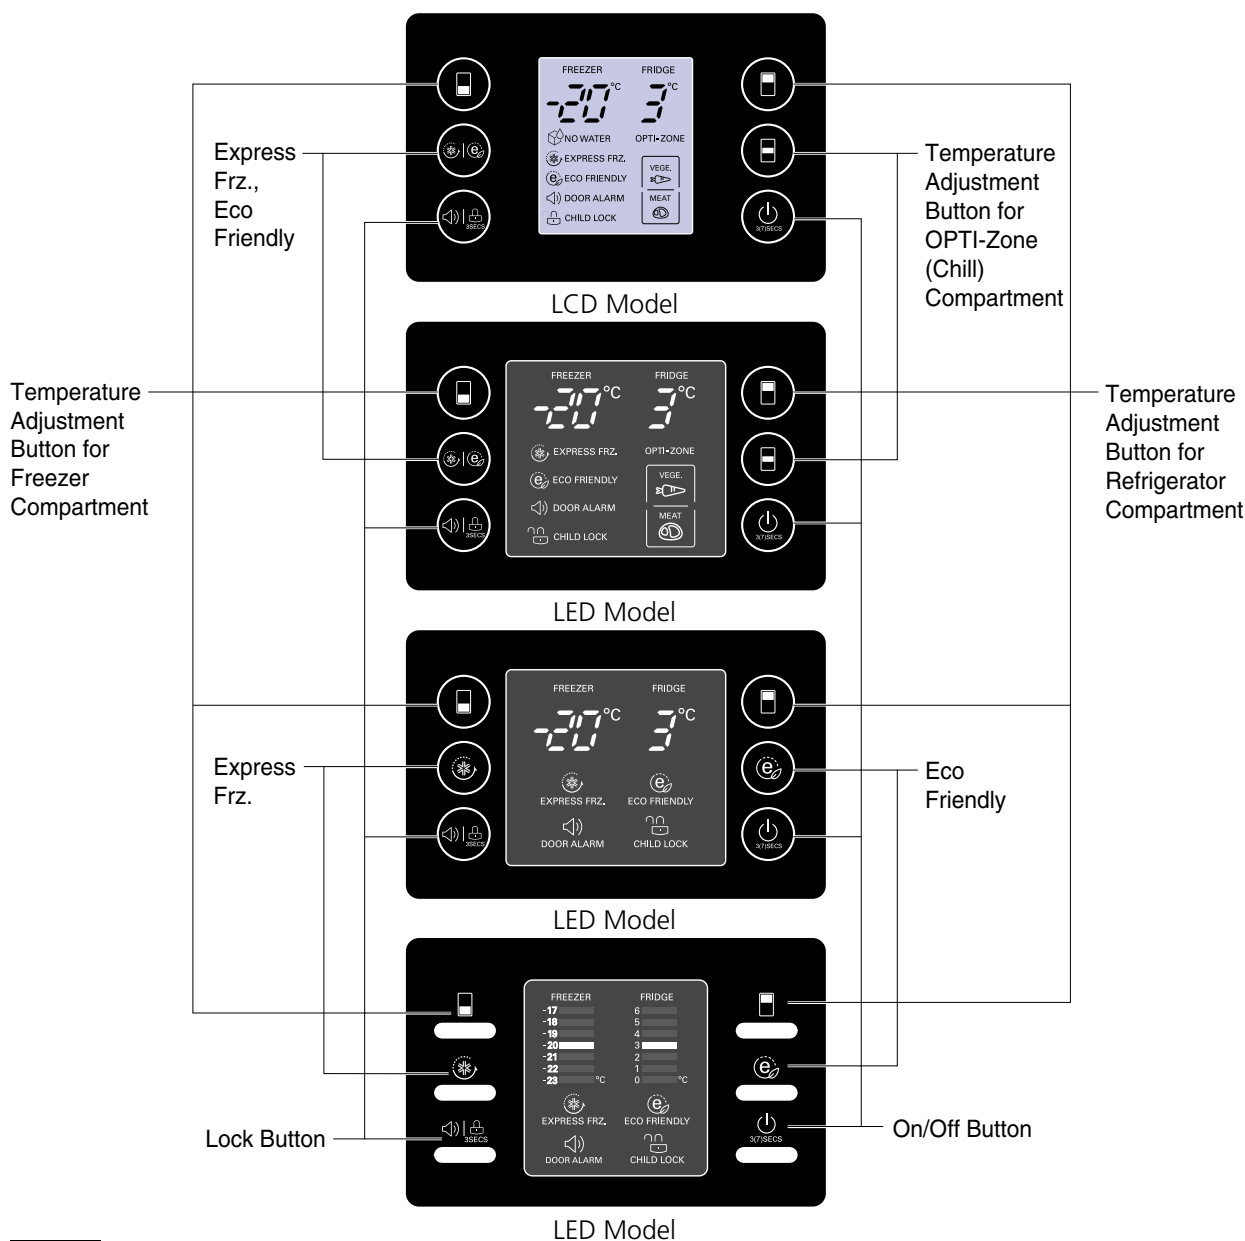 FREEZER FRIDGE
-20 °C 3 °C
NO WATER OPTI-ZONE
EXPRESS FRZ.
VEGE.
ECO FRIENDLY
DOOR ALARM MEAT
CHILD LOCK
3SECS
3(7)SECS
Express
Frz.,
Eco
Friendly
Temperature
Adjustment
Button for
OPTI-Zone
(Chill)
Compartment
LCD Model
FREEZER FRIDGE
-20 °C 3 °C
EXPRESS FRZ. OPTI-ZONE
ECO FRIENDLY VEGE.
DOOR ALARM
MEAT
CHILD LOCK
3SECS
3(7)SECS
Temperature
Adjustment
Button for
Freezer
Compartment
Temperature
Adjustment
Button for
Refrigerator
Compartment
LED Model
FREEZER FRIDGE
-20 °C 3 °C
e
EXPRESS FRZ. ECO FRIENDLY
DOOR ALARM CHILD LOCK
3SECS
3(7)SECS
Express
Frz.
Eco
Friendly
LED Model
FREEZER FRIDGE
-17 6
-18 5
-19 4
-20 3
-21 2
-22 1
-23 °C 0 °C
e
EXPRESS FRZ. ECO FRIENDLY
DOOR ALARM CHILD LOCK
3SECS
3(7)SECS
Lock Button
On/Off Button
LED Model